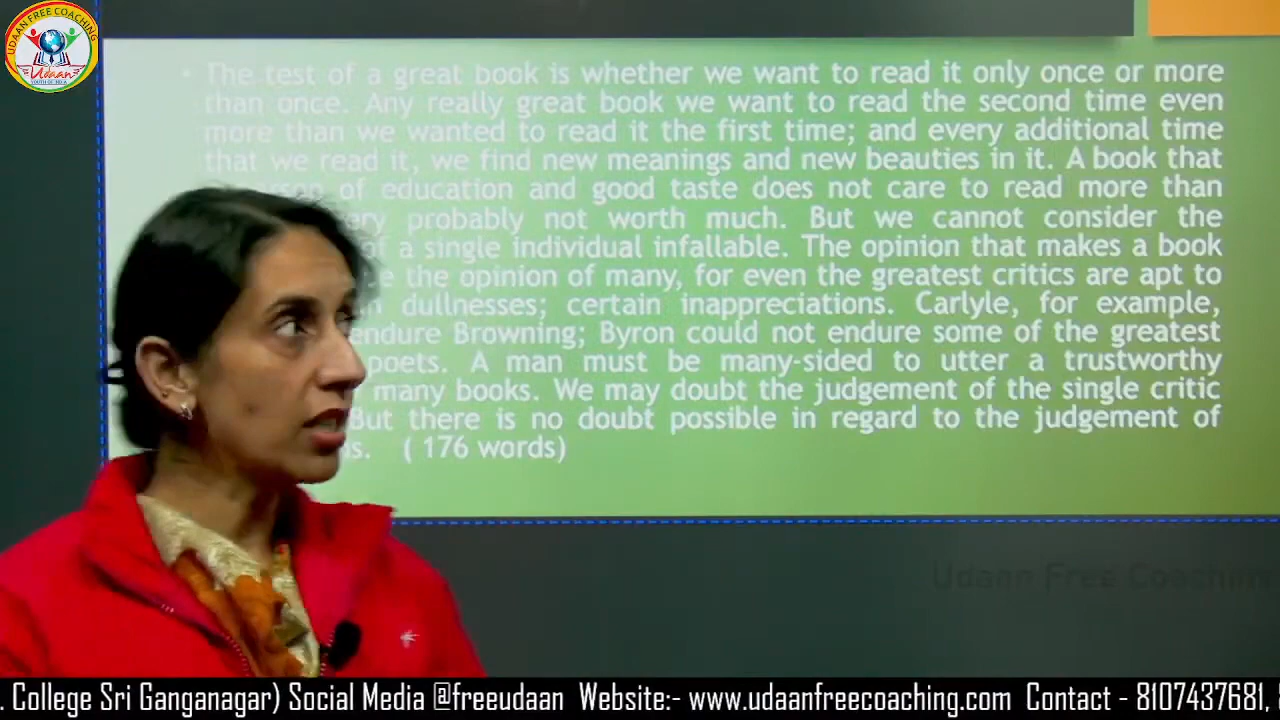 UDAAN FREE COACHING
Udaan
YOUTH OF INDIA
• The test of a great book is whether we want to read it only once or more
than once. Any really great book we want to read the second time even
more than we wanted to read it the first time; and every additional time
that we read it, we find new meanings and new beauties in it. A book that
of education and good taste does not care to read more than
probably not worth much. But we cannot consider the
of a single individual infallable. The opinion that makes a book
the opinion of many, for even the greatest critics are apt to
dullnesses; certain inappreciations. Carlyle, for example,
endure Browning; Byron could not endure some of the greatest
poets. A man must be many-sided to utter a trustworthy
many books. We may doubt the judgement of the single critic
But there is no doubt possible in regard to the judgement of
( 176 words)
Udaan Free Coaching
. College Sri Ganganagar) Social Media @freeudaan Website:- www.udaanfreecoaching.com Contact - 8107437681,